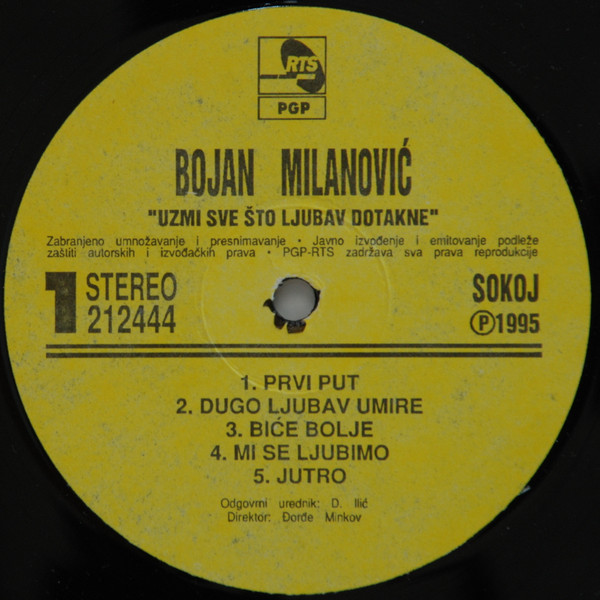 RTS
PGP
BOJAN MILANOVIĆ
"UZMI SVE ŠTO LJUBAV DOTAKNE"
Zabranjeno umnožavanje i presnimavanje • Javno izvođenje i emitovanje podleže
zaštiti autorskih i izvođačkih prava • PGP-RTS zadržava sva prava reprodukcije
1 STEREO
212444
SOKOJ
Ⓟ1995
1. PRVI PUT
2. DUGO LJUBAV UMIRE
3. BIĆE BOLJE
4. MI SE LJUBIMO
5. JUTRO
Odgovrni urednik: D. Ilić
Direktor: Đorđe Minkov